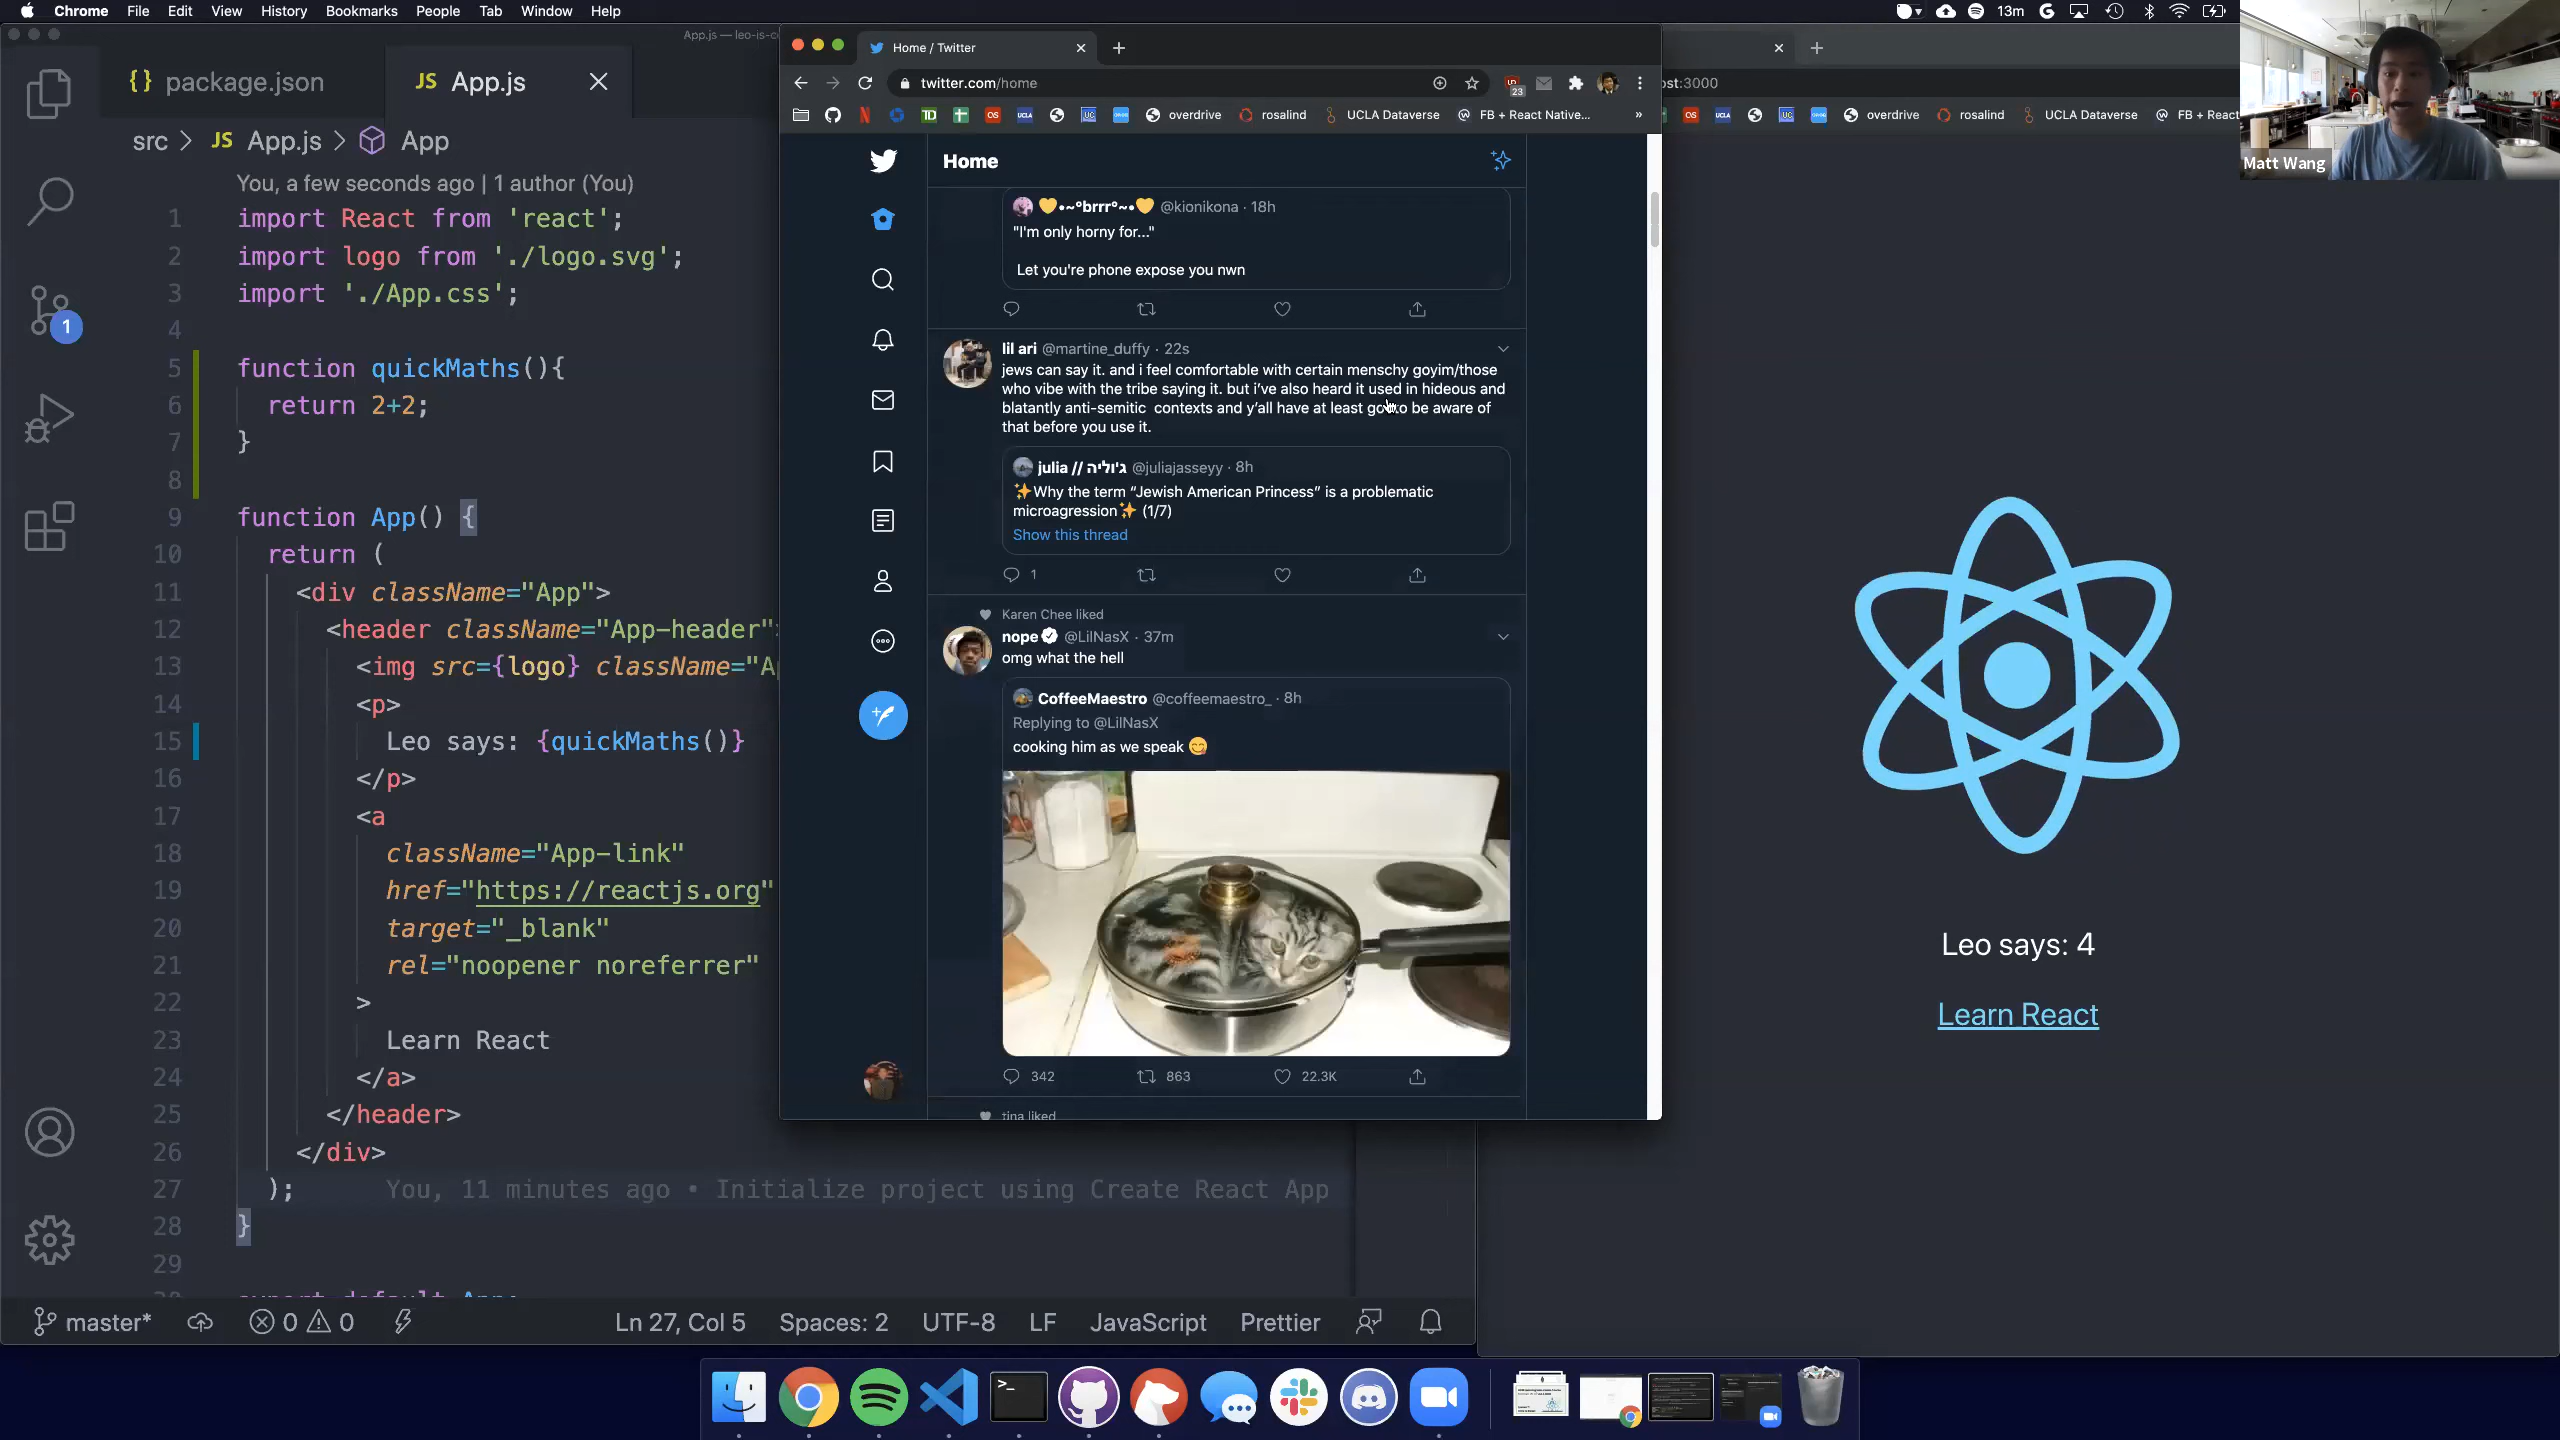 Chrome File Edit View History Bookmarks People Tab Window Help
13m
App.js — leo-is-c
package.json
JS App.js
src > JS App.js > App
You, a few seconds ago | 1 author (You)
1 import React from 'react';
2 import logo from './logo.svg';
3 import './App.css';
4
5 function quickMaths(){
6 return 2+2;
7 }
8
9 function App() {
10 return (
11 <div className="App">
12 <header className="App-header"
13 <img src={logo} className="A
14 <p>
15 Leo says: {quickMaths()}
16 </p>
17 <a
18 className="App-link"
19 href="https://reactjs.org"
20 target="_blank"
21 rel="noopener noreferrer"
22 >
23 Learn React
24 </a>
25 </header>
26 </div>
27 ); You, 11 minutes ago • Initialize project using Create React App
28 }
29
1
master* 0 0 Ln 27, Col 5 Spaces: 2 UTF-8 LF JavaScript Prettier
Home / Twitter
twitter.com/home
23
overdrive rosalind UCLA Dataverse FB + React Native... »
Home
💛•~°brrr°~•💛 @kionikona · 18h
"I'm only horny for..."
Let you're phone expose you nwn
lil ari @martine_duffy · 22s
jews can say it. and i feel comfortable with certain menschy goyim/those
who vibe with the tribe saying it. but i've also heard it used in hideous and
blatantly anti-semitic contexts and y'all have at least got to be aware of
that before you use it.
julia // ג'וליה @juliajasseyy · 8h
✨Why the term “Jewish American Princess” is a problematic
microagression✨ (1/7)
Show this thread
1
Karen Chee liked
nope @LilNasX · 37m
omg what the hell
CoffeeMaestro @coffeemaestro_ · 8h
Replying to @LilNasX
cooking him as we speak 😋
342 863 22.3K
tina liked
st:3000
overdrive rosalind UCLA Dataverse FB + Rea
Matt Wang
Leo says: 4
Learn React